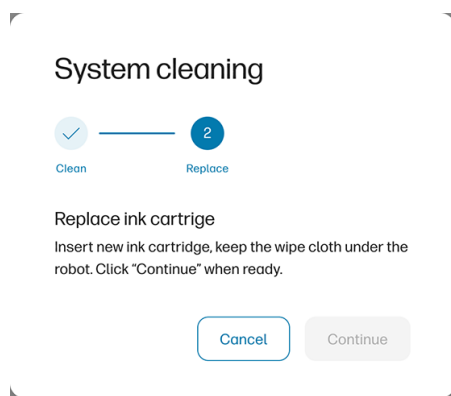 System cleaning
2
Clean
Replace
Replace ink cartrige
Insert new ink cartridge, keep the wipe cloth under the
robot. Click “Continue” when ready.
Cancel
Continue